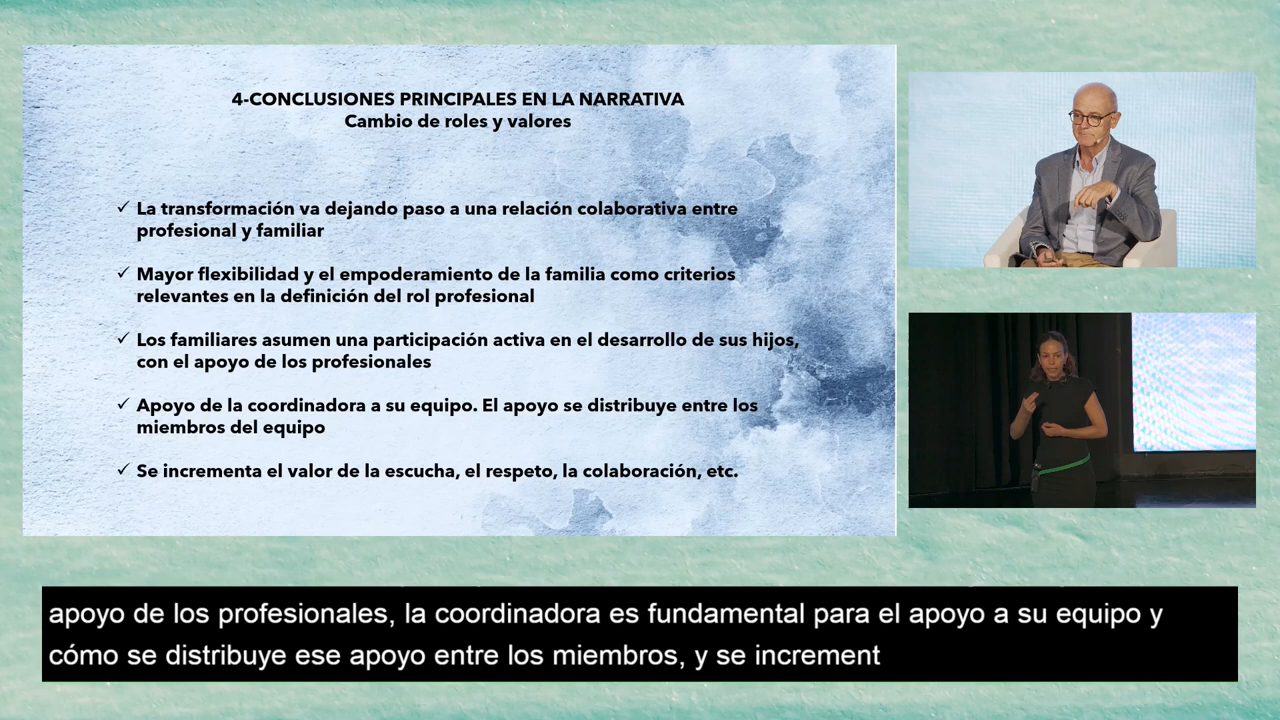 4-CONCLUSIONES PRINCIPALES EN LA NARRATIVA
Cambio de roles y valores
✓ La transformación va dejando paso a una relación colaborativa entre
profesional y familiar
✓ Mayor flexibilidad y el empoderamiento de la familia como criterios
relevantes en la definición del rol profesional
✓ Los familiares asumen una participación activa en el desarrollo de sus hijos,
con el apoyo de los profesionales
✓ Apoyo de la coordinadora a su equipo. El apoyo se distribuye entre los
miembros del equipo
✓ Se incrementa el valor de la escucha, el respeto, la colaboración, etc.
apoyo de los profesionales, la coordinadora es fundamental para el apoyo a su equipo y
cómo se distribuye ese apoyo entre los miembros, y se increment